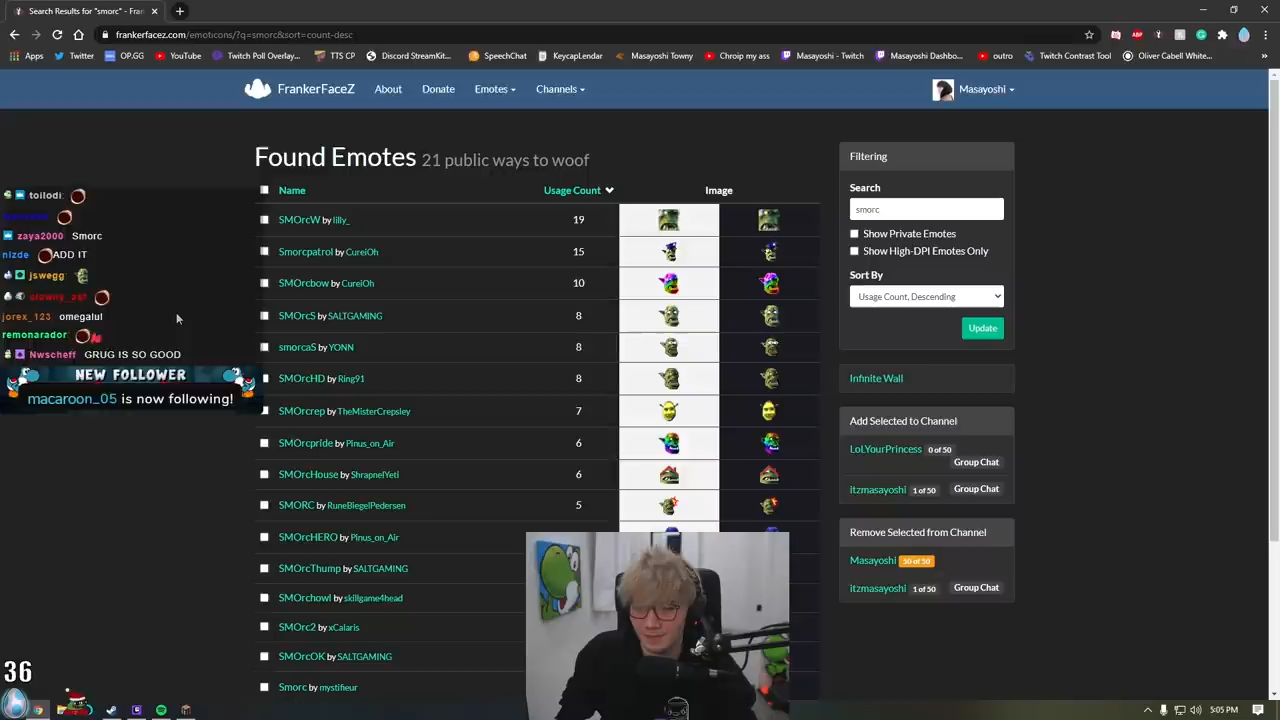 Search Results for "smorc" - Fran
frankerfacez.com/emoticons/?q=smorc&sort=count-desc
Apps
Twitter
OP.GG
YouTube
Twitch Poll Overlay...
TTS CP
Discord StreamKit...
SpeechChat
KeycapLendar
Masayoshi Towny
Chroip my ass
Masayoshi - Twitch
Masayoshi Dashbo...
outro
Twitch Contrast Tool
Oliver Cabell White...
FrankerFaceZ
About
Donate
Emotes
Channels
Masayoshi
Found Emotes 21 public ways to woof
Name
Usage Count
Image
SMOrcW by lilly_ 19
Smorcpatrol by CureiOh 15
Smorcbow by CureiOh 10
SMOrcS by SALTGAMING 8
smorcaS by YONN 8
SMOrcHD by Ring91 8
SMOrcrep by TheMisterCrepsley 7
SMOrcpride by Pinus_on_Air 6
SMOrcHouse by ShrapnelYeti 6
SMORC by RuneBiegelPedersen 5
SMOrcHERO by Pinus_on_Air
SMOrcThump by SALTGAMING
SMOrchowl by skillgame4head
SMOrc2 by xCalaris
SMOrcOK by SALTGAMING
Smorc by mystifieur
Filtering
Search
smorc
Show Private Emotes
Show High-DPI Emotes Only
Sort By
Usage Count, Descending
Update
Infinite Wall
Add Selected to Channel
LoLYourPrincess 0 of 50
Group Chat
itzmasayoshi 1 of 50 Group Chat
Remove Selected from Channel
Masayoshi 50 of 50
itzmasayoshi 1 of 50 Group Chat
toilodi:
zaya2000 Smorc
nizde ADD IT
jswegg:
jorex_123 omegalul
remonarador
Nwscheff: GRUG IS SO GOOD
NEW FOLLOWER
macaroon_05 is now following!
36
5:05 PM